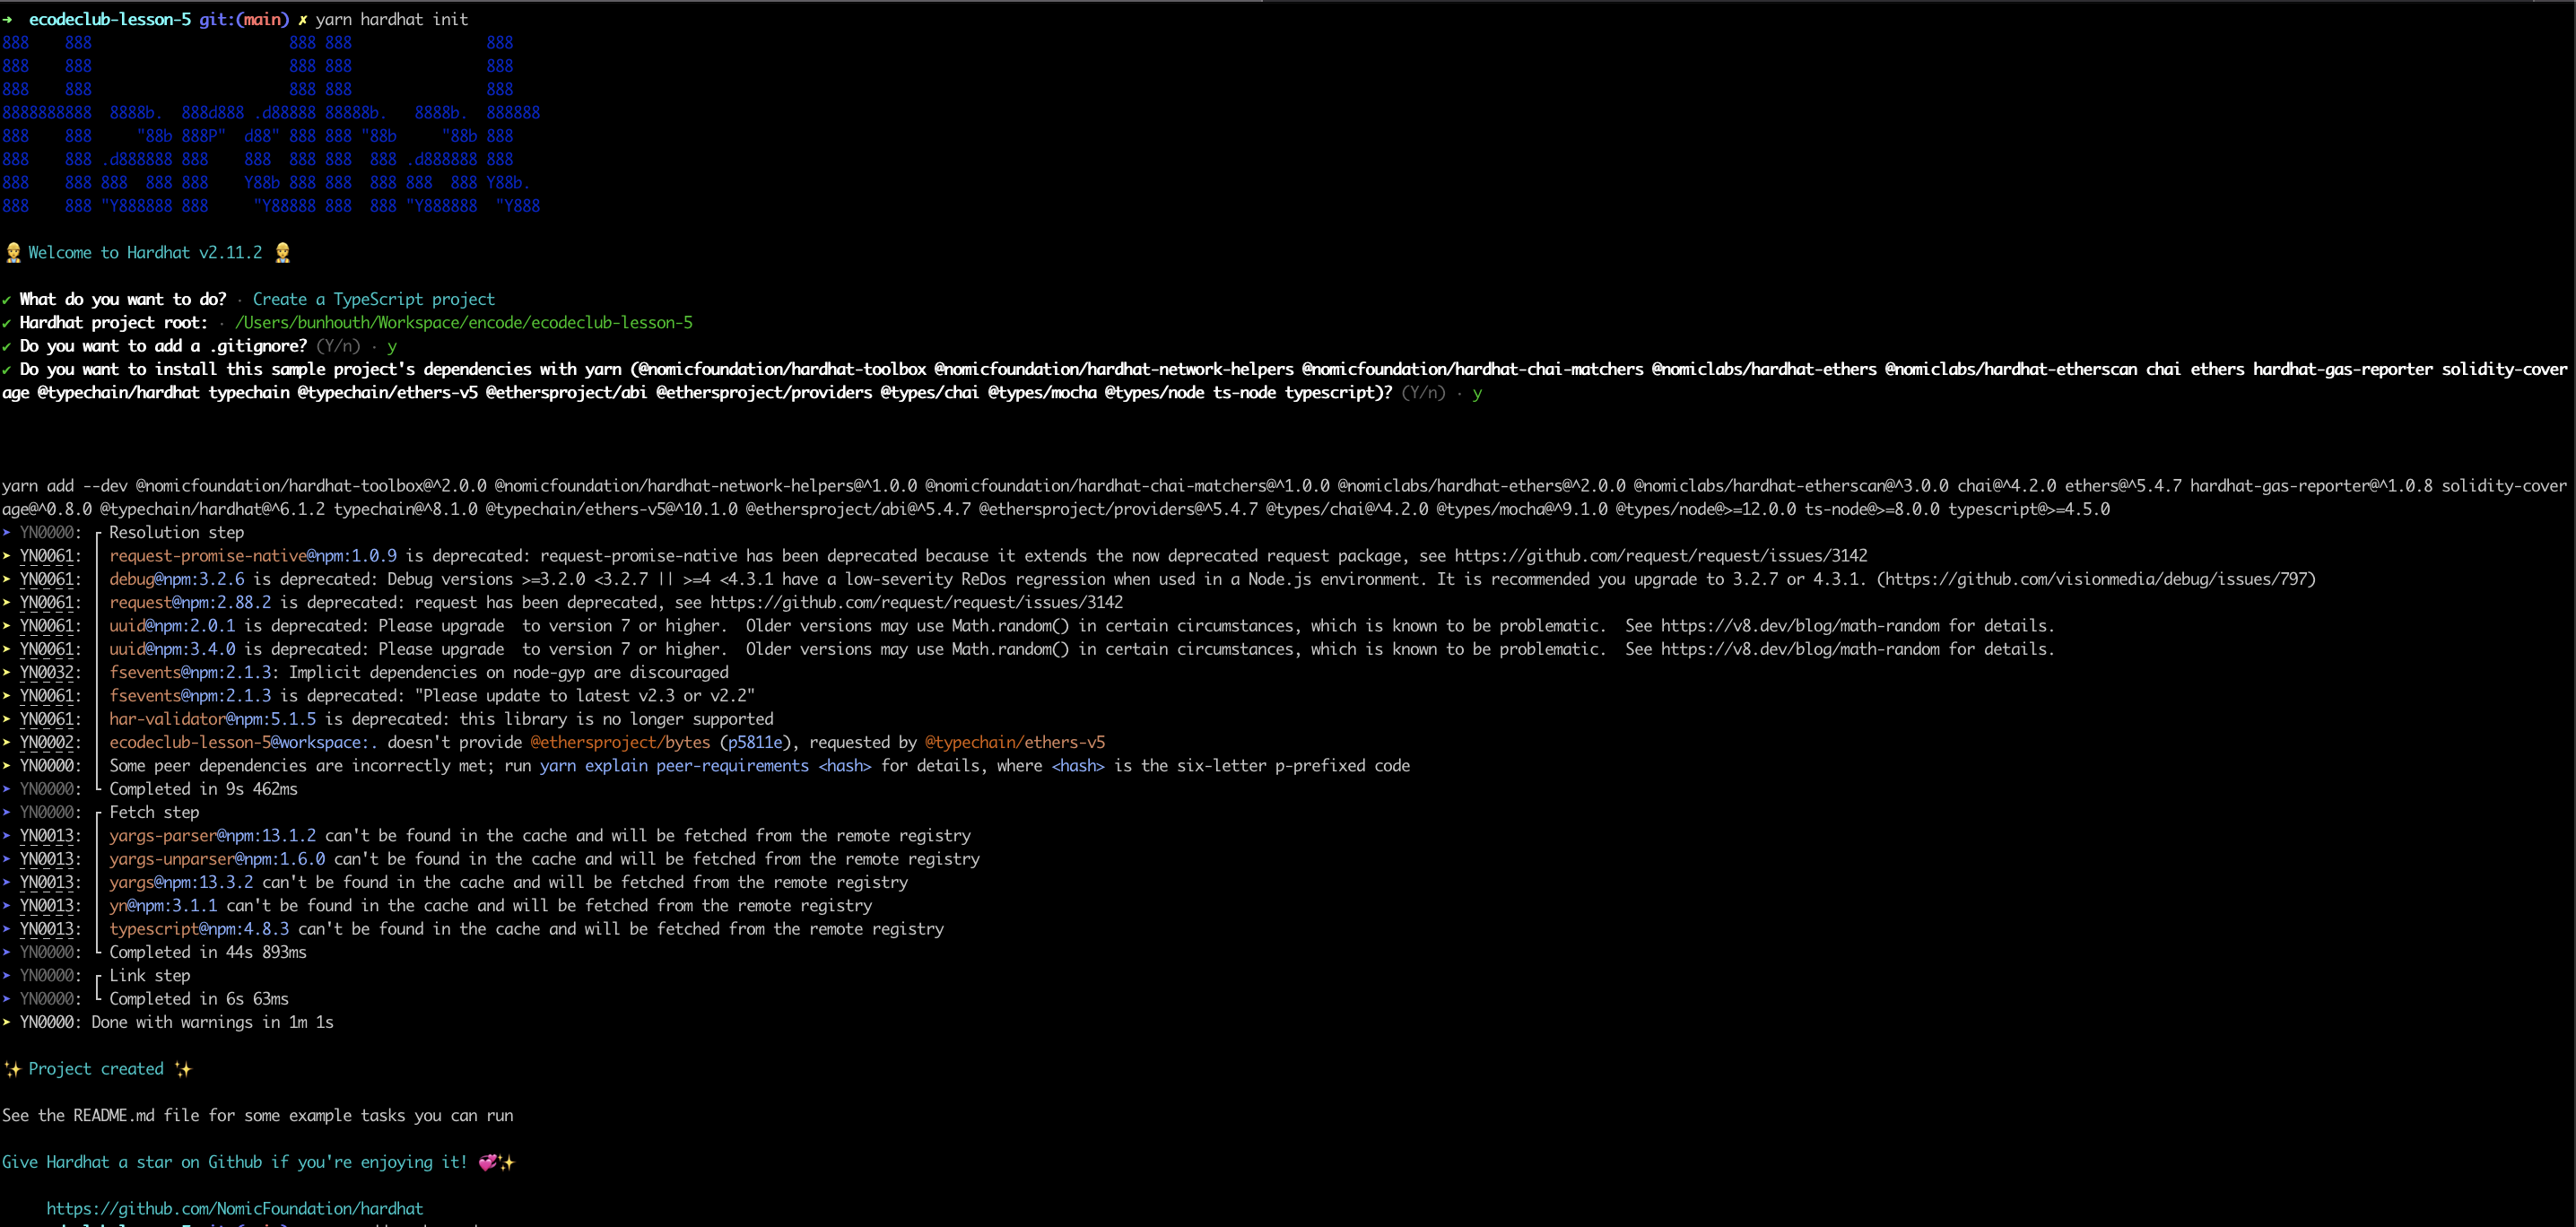 → ecodeclub-lesson-5 git:(main) ✗ yarn hardhat init
888    888                      888 888               888
888    888                      888 888               888
888    888                      888 888               888
8888888888  8888b.  888d888 .d88888 88888b.   8888b.  888888
888    888     "88b 888P"  d88" 888 888 "88b     "88b 888
888    888 .d888888 888    888  888 888  888 .d888888 888
888    888 888  888 888    Y88b 888 888  888 888  888 Y88b.
888    888 "Y888888 888     "Y88888 888  888 "Y888888  "Y888
👷 Welcome to Hardhat v2.11.2 👷
✔ What do you want to do? · Create a TypeScript project
✔ Hardhat project root: · /Users/bunhouth/Workspace/encode/ecodeclub-lesson-5
✔ Do you want to add a .gitignore? (Y/n) · y
✔ Do you want to install this sample project's dependencies with yarn (@nomicfoundation/hardhat-toolbox @nomicfoundation/hardhat-network-helpers @nomicfoundation/hardhat-chai-matchers @nomiclabs/hardhat-ethers @nomiclabs/hardhat-etherscan chai ethers hardhat-gas-reporter solidity-cover
age @typechain/hardhat typechain @typechain/ethers-v5 @ethersproject/abi @ethersproject/providers @types/chai @types/mocha @types/node ts-node typescript)? (Y/n) · y
yarn add --dev @nomicfoundation/hardhat-toolbox@^2.0.0 @nomicfoundation/hardhat-network-helpers@^1.0.0 @nomicfoundation/hardhat-chai-matchers@^1.0.0 @nomiclabs/hardhat-ethers@^2.0.0 @nomiclabs/hardhat-etherscan@^3.0.0 chai@^4.2.0 ethers@^5.4.7 hardhat-gas-reporter@^1.0.8 solidity-cover
age@^0.8.0 @typechain/hardhat@^6.1.2 typechain@^8.1.0 @typechain/ethers-v5@^10.1.0 @ethersproject/abi@^5.4.7 @ethersproject/providers@^5.4.7 @types/chai@^4.2.0 @types/mocha@^9.1.0 @types/node@>=12.0.0 ts-node@>=8.0.0 typescript@>=4.5.0
➤ YN0000: ┌ Resolution step
➤ YN0061: │ request-promise-native@npm:1.0.9 is deprecated: request-promise-native has been deprecated because it extends the now deprecated request package, see https://github.com/request/request/issues/3142
➤ YN0061: │ debug@npm:3.2.6 is deprecated: Debug versions >=3.2.0 <3.2.7 || >=4 <4.3.1 have a low-severity ReDos regression when used in a Node.js environment. It is recommended you upgrade to 3.2.7 or 4.3.1. (https://github.com/visionmedia/debug/issues/797)
➤ YN0061: │ request@npm:2.88.2 is deprecated: request has been deprecated, see https://github.com/request/request/issues/3142
➤ YN0061: │ uuid@npm:2.0.1 is deprecated: Please upgrade  to version 7 or higher.  Older versions may use Math.random() in certain circumstances, which is known to be problematic.  See https://v8.dev/blog/math-random for details.
➤ YN0061: │ uuid@npm:3.4.0 is deprecated: Please upgrade  to version 7 or higher.  Older versions may use Math.random() in certain circumstances, which is known to be problematic.  See https://v8.dev/blog/math-random for details.
➤ YN0032: │ fsevents@npm:2.1.3: Implicit dependencies on node-gyp are discouraged
➤ YN0061: │ fsevents@npm:2.1.3 is deprecated: "Please update to latest v2.3 or v2.2"
➤ YN0061: │ har-validator@npm:5.1.5 is deprecated: this library is no longer supported
➤ YN0002: │ ecodeclub-lesson-5@workspace:. doesn't provide @ethersproject/bytes (p5811e), requested by @typechain/ethers-v5
➤ YN0000: │ Some peer dependencies are incorrectly met; run yarn explain peer-requirements <hash> for details, where <hash> is the six-letter p-prefixed code
➤ YN0000: └ Completed in 9s 462ms
➤ YN0000: ┌ Fetch step
➤ YN0013: │ yargs-parser@npm:13.1.2 can't be found in the cache and will be fetched from the remote registry
➤ YN0013: │ yargs-unparser@npm:1.6.0 can't be found in the cache and will be fetched from the remote registry
➤ YN0013: │ yargs@npm:13.3.2 can't be found in the cache and will be fetched from the remote registry
➤ YN0013: │ yn@npm:3.1.1 can't be found in the cache and will be fetched from the remote registry
➤ YN0013: │ typescript@npm:4.8.3 can't be found in the cache and will be fetched from the remote registry
➤ YN0000: └ Completed in 44s 893ms
➤ YN0000: ┌ Link step
➤ YN0000: └ Completed in 6s 63ms
➤ YN0000: Done with warnings in 1m 1s
✨ Project created ✨
See the README.md file for some example tasks you can run
Give Hardhat a star on Github if you're enjoying it! 💞✨
https://github.com/NomicFoundation/hardhat